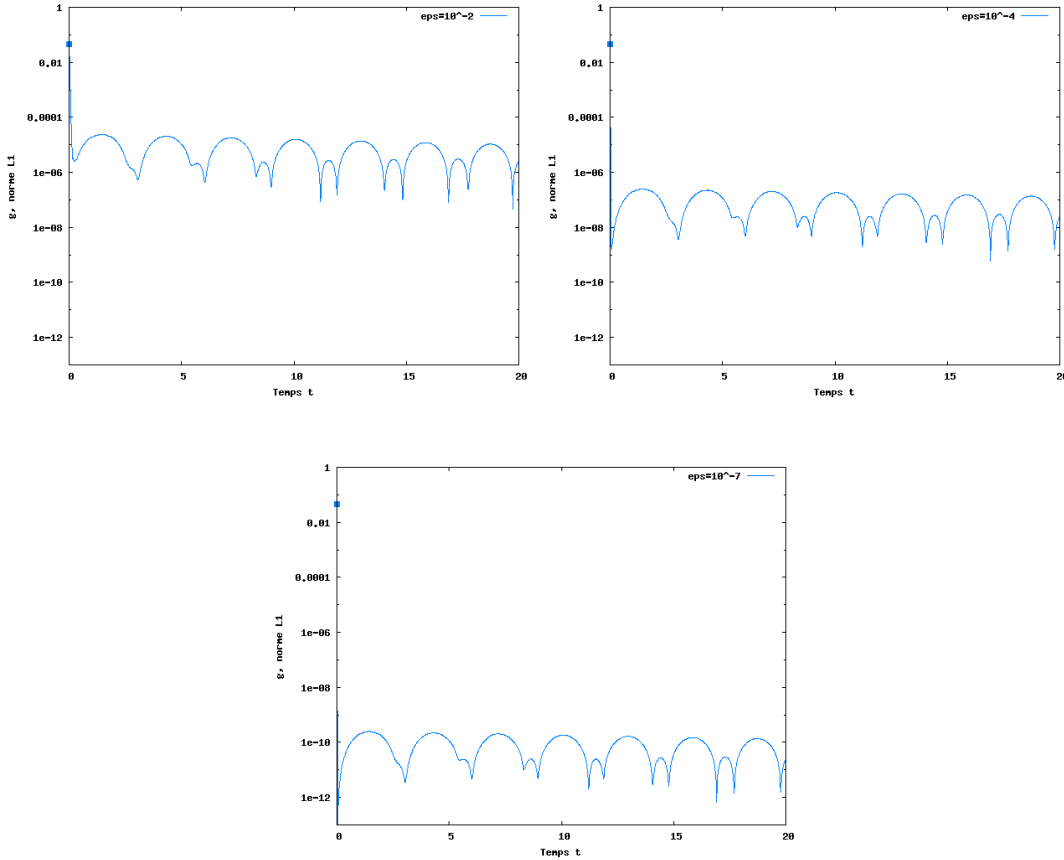 eps=10^-2
1
0.01
0.0001
1e-06
1e-08
1e-10
1e-12
g, norme L1
0
5
10
15
20
Temps t
eps=10^-4
1
0.01
0.0001
1e-06
1e-08
1e-10
1e-12
g, norme L1
0
5
10
15
20
Temps t
eps=10^-7
1
0.01
0.0001
1e-06
1e-08
1e-10
1e-12
g, norme L1
0
5
10
15
20
Temps t